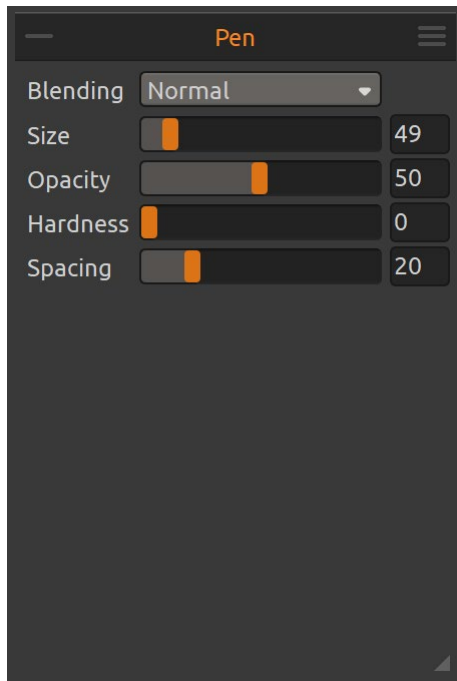 Pen
Blending Normal
Size 49
Opacity 50
Hardness 0
Spacing 20